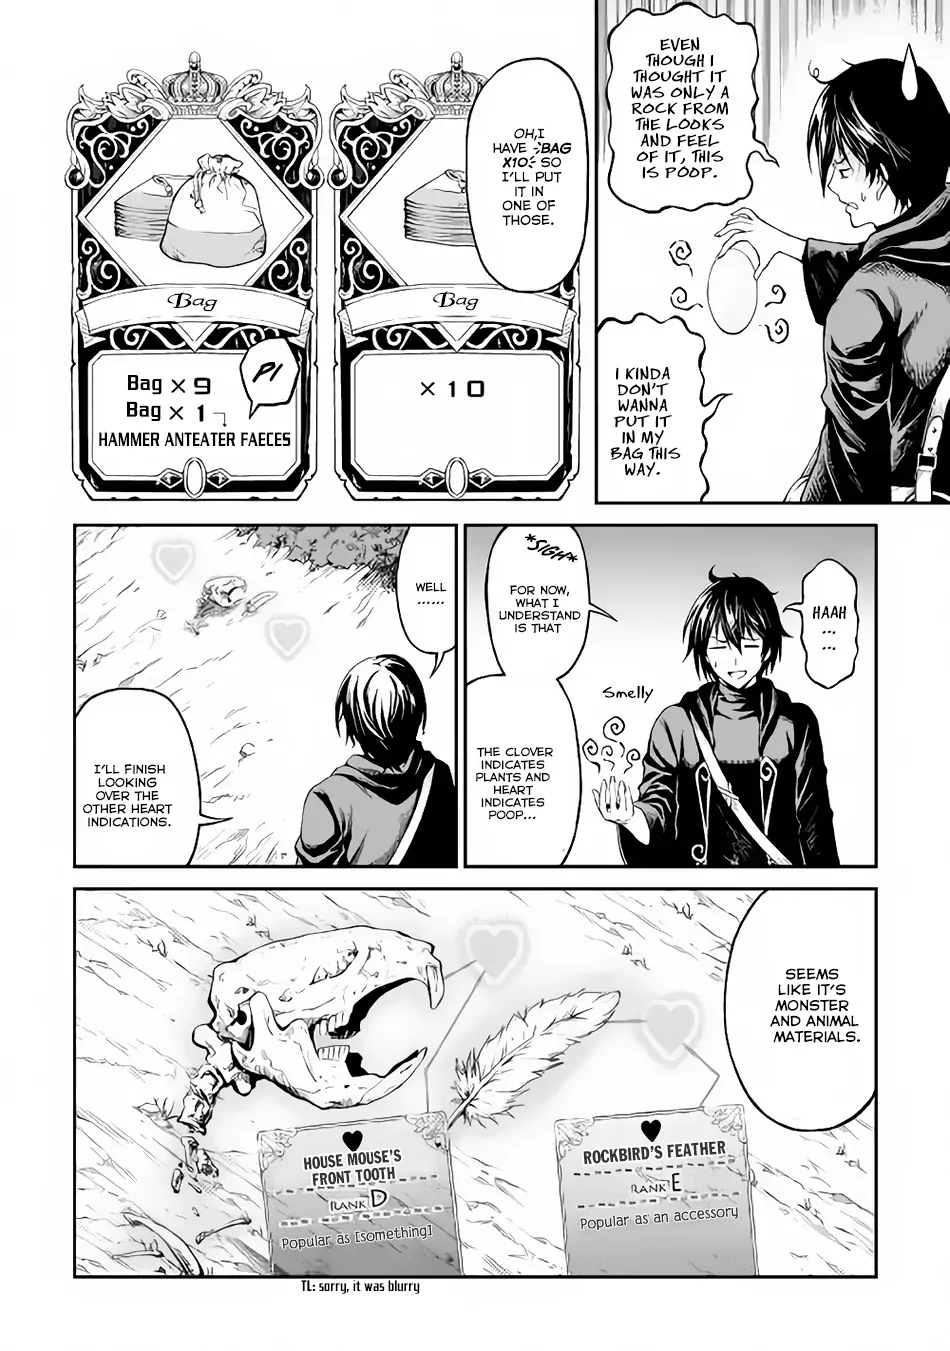 EVEN
THOUGH I
THOUGHT IT
WAS ONLY A
ROCK FROM
THE LOOKS
AND FEEL
OF IT, THIS
IS POOP.
I KINDA
DON'T
WANNA
PUT IT
IN MY
BAG THIS
WAY.
OH, I
HAVE BAG
X10 SO
I'LL PUT
IT IN
ONE OF
THOSE.
Bag
× 10
Bag
Bag × 9
Bag × 1
HAMMER ANTEATER FAECES
PI
HAAH
...
...
*SIGH*
FOR NOW,
WHAT I
UNDERSTAND
IS THAT
Smelly
THE CLOVER
INDICATES
PLANTS AND
HEART
INDICATES
POOP...
WELL
......
I'LL FINISH
LOOKING
OVER THE
OTHER HEART
INDICATIONS.
SEEMS
LIKE IT'S
MONSTER
AND ANIMAL
MATERIALS.
ROCKBIRD'S FEATHER
RANK E
Popular as an accessory
HOUSE MOUSE'S
FRONT TOOTH
RANK D
Popular as [something]
TL: sorry, it was blurry